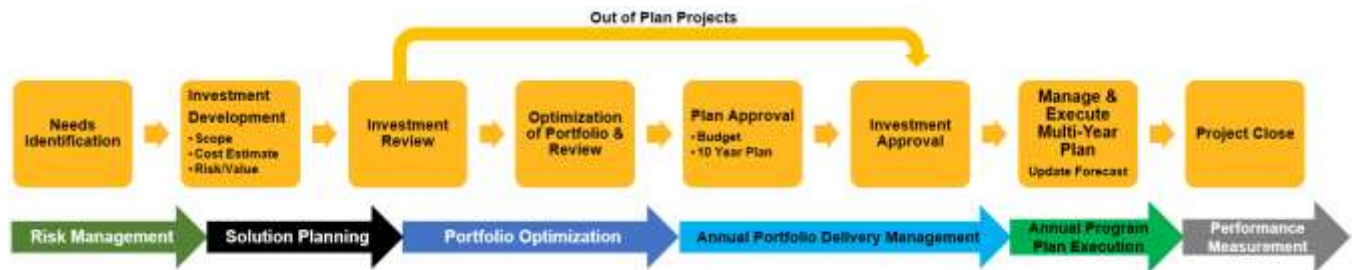 Out of Plan Projects
Needs
Identification
Investment
Development
• Scope
• Cost Estimate
• Risk/Value
Investment
Review
Optimization
of Portfolio &
Review
Plan Approval
• Budget
• 10 Year Plan
Investment
Approval
Manage &
Execute
Multi-Year
Plan
Update Forecast
Project Close
Risk Management
Solution Planning
Portfolio Optimization
Annual Portfolio Delivery Management
Annual Program
Plan Execution
Performance
Measurement